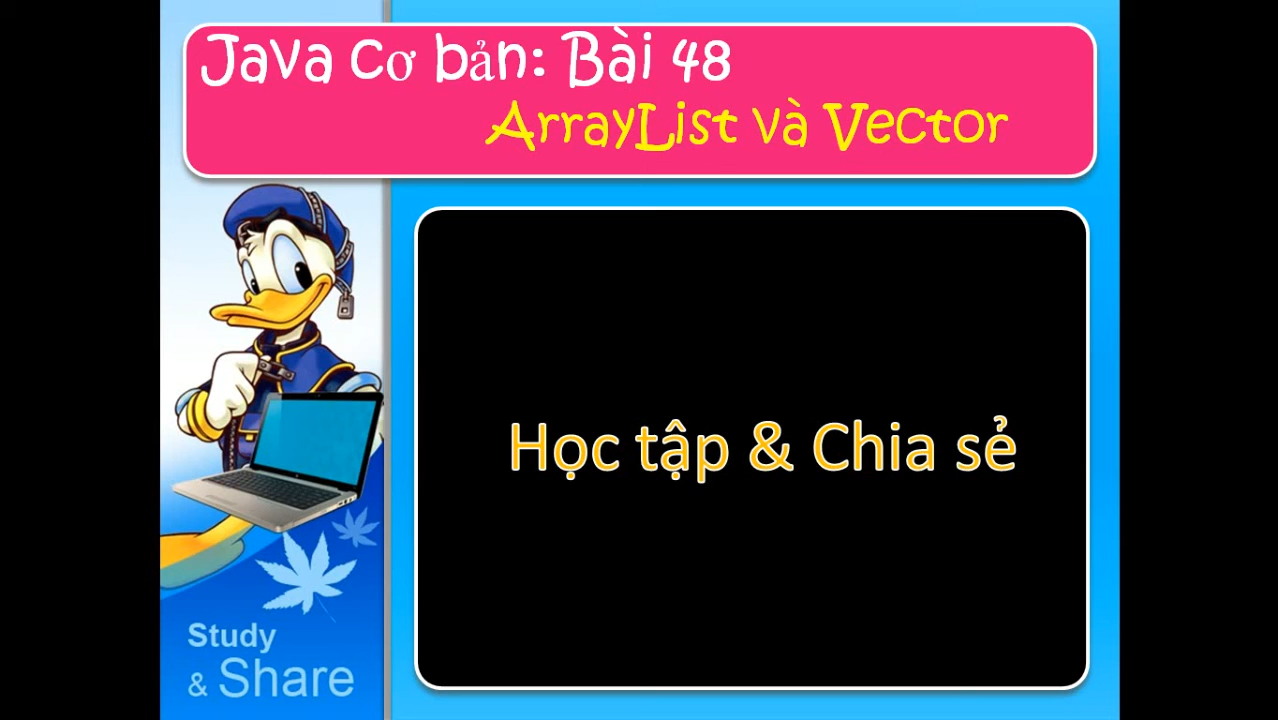 Java cơ bản: Bài 48
ArrayList và Vector
Học tập & Chia sẻ
Study
& Share